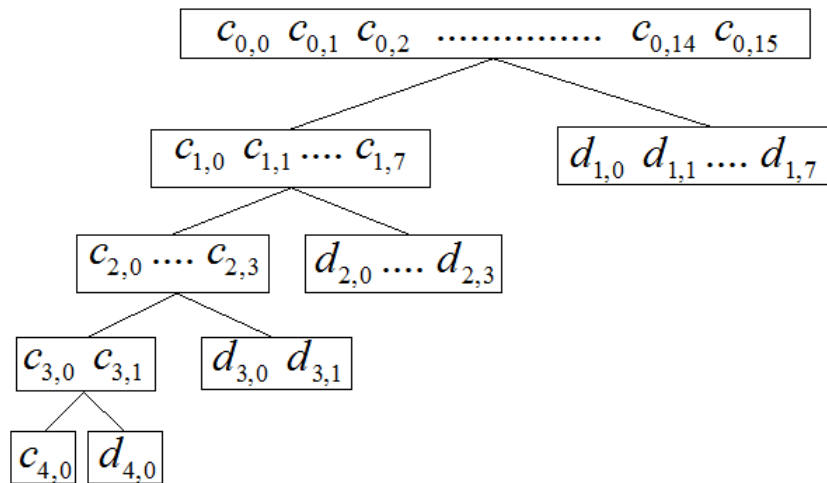 c0,0 c0,1 c0,2 ............... c0,14 c0,15
c1,0 c1,1 .... c1,7 d1,0 d1,1 .... d1,7
c2,0 .... c2,3 d2,0 .... d2,3
c3,0 c3,1 d3,0 d3,1
c4,0 d4,0